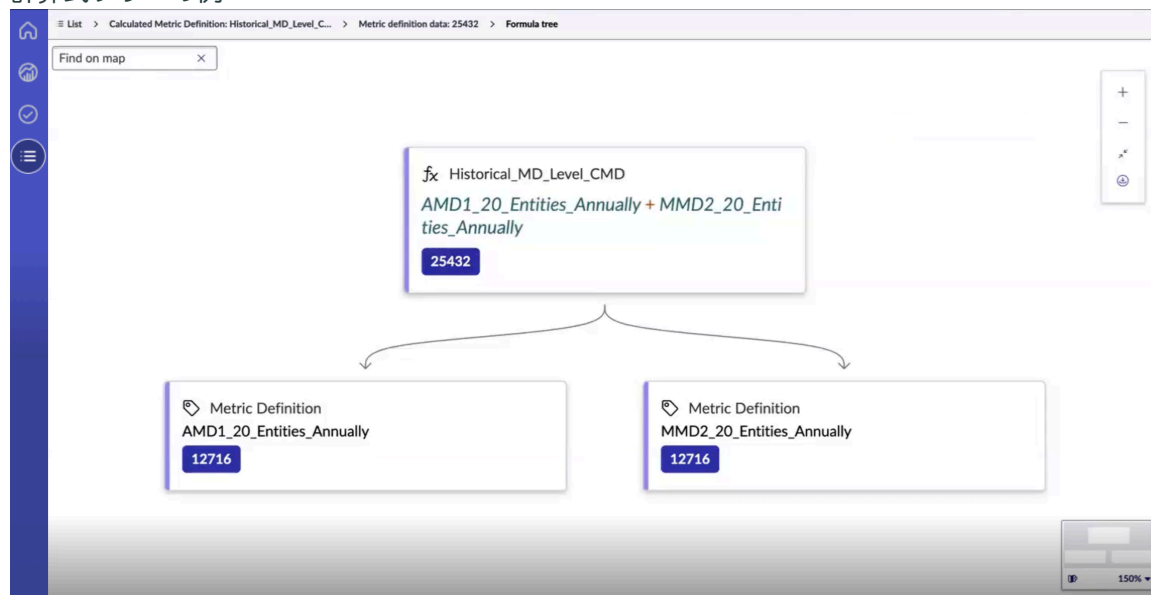 ≡ List > Calculated Metric Definition: Historical_MD_Level_C... > Metric definition data: 25432 > Formula tree
Find on map ×
+
−
fx Historical_MD_Level_CMD
AMD1_20_Entities_Annually + MMD2_20_Enti
ties_Annually
25432
Metric Definition
AMD1_20_Entities_Annually
12716
Metric Definition
MMD2_20_Entities_Annually
12716
150%